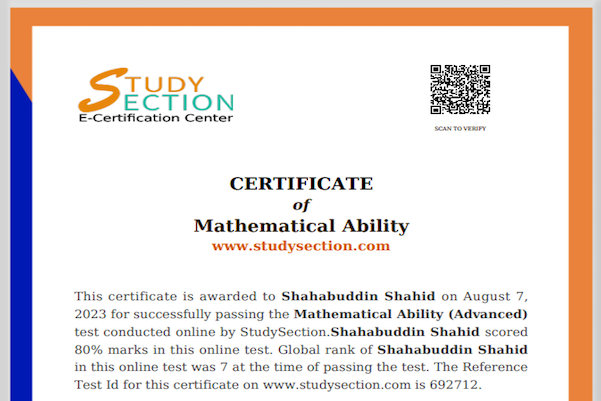 STUDY
SECTION
E-Certification Center
SCAN TO VERIFY
CERTIFICATE
of
Mathematical Ability
www.studysection.com
This certificate is awarded to Shahabuddin Shahid on August 7,
2023 for successfully passing the Mathematical Ability (Advanced)
test conducted online by StudySection.Shahabuddin Shahid scored
80% marks in this online test. Global rank of Shahabuddin Shahid
in this online test was 7 at the time of passing the test. The Reference
Test Id for this certificate on www.studysection.com is 692712.